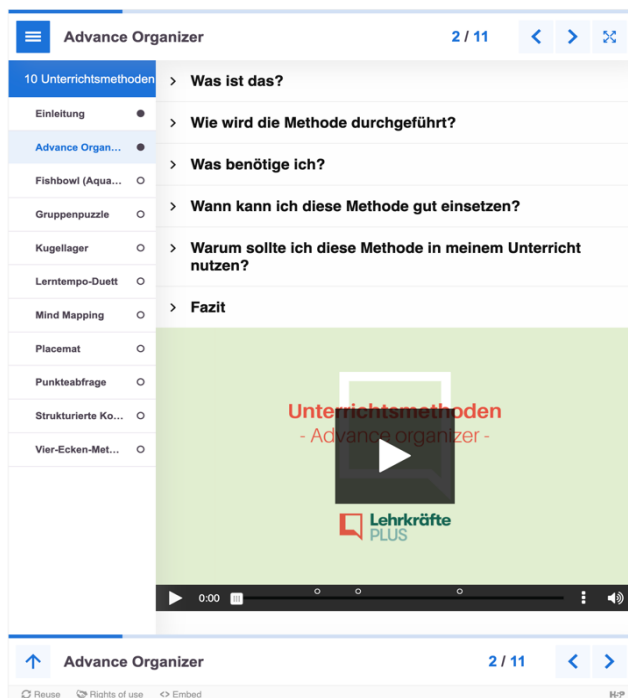 Advance Organizer
2 / 11
10 Unterrichtsmethoden
Einleitung
Advance Organ...
Fishbowl (Aqua...
Gruppenpuzzle
Kugellager
Lerntempo-Duett
Mind Mapping
Placemat
Punkteabfrage
Strukturierte Ko...
Vier-Ecken-Met...
Was ist das?
Wie wird die Methode durchgeführt?
Was benötige ich?
Wann kann ich diese Methode gut einsetzen?
Warum sollte ich diese Methode in meinem Unterricht
nutzen?
Fazit
Unterrichtsmethoden
- Advance organizer -
Lehrkräfte
PLUS
0:00
Advance Organizer
2 / 11
Reuse
Rights of use
Embed
H5P